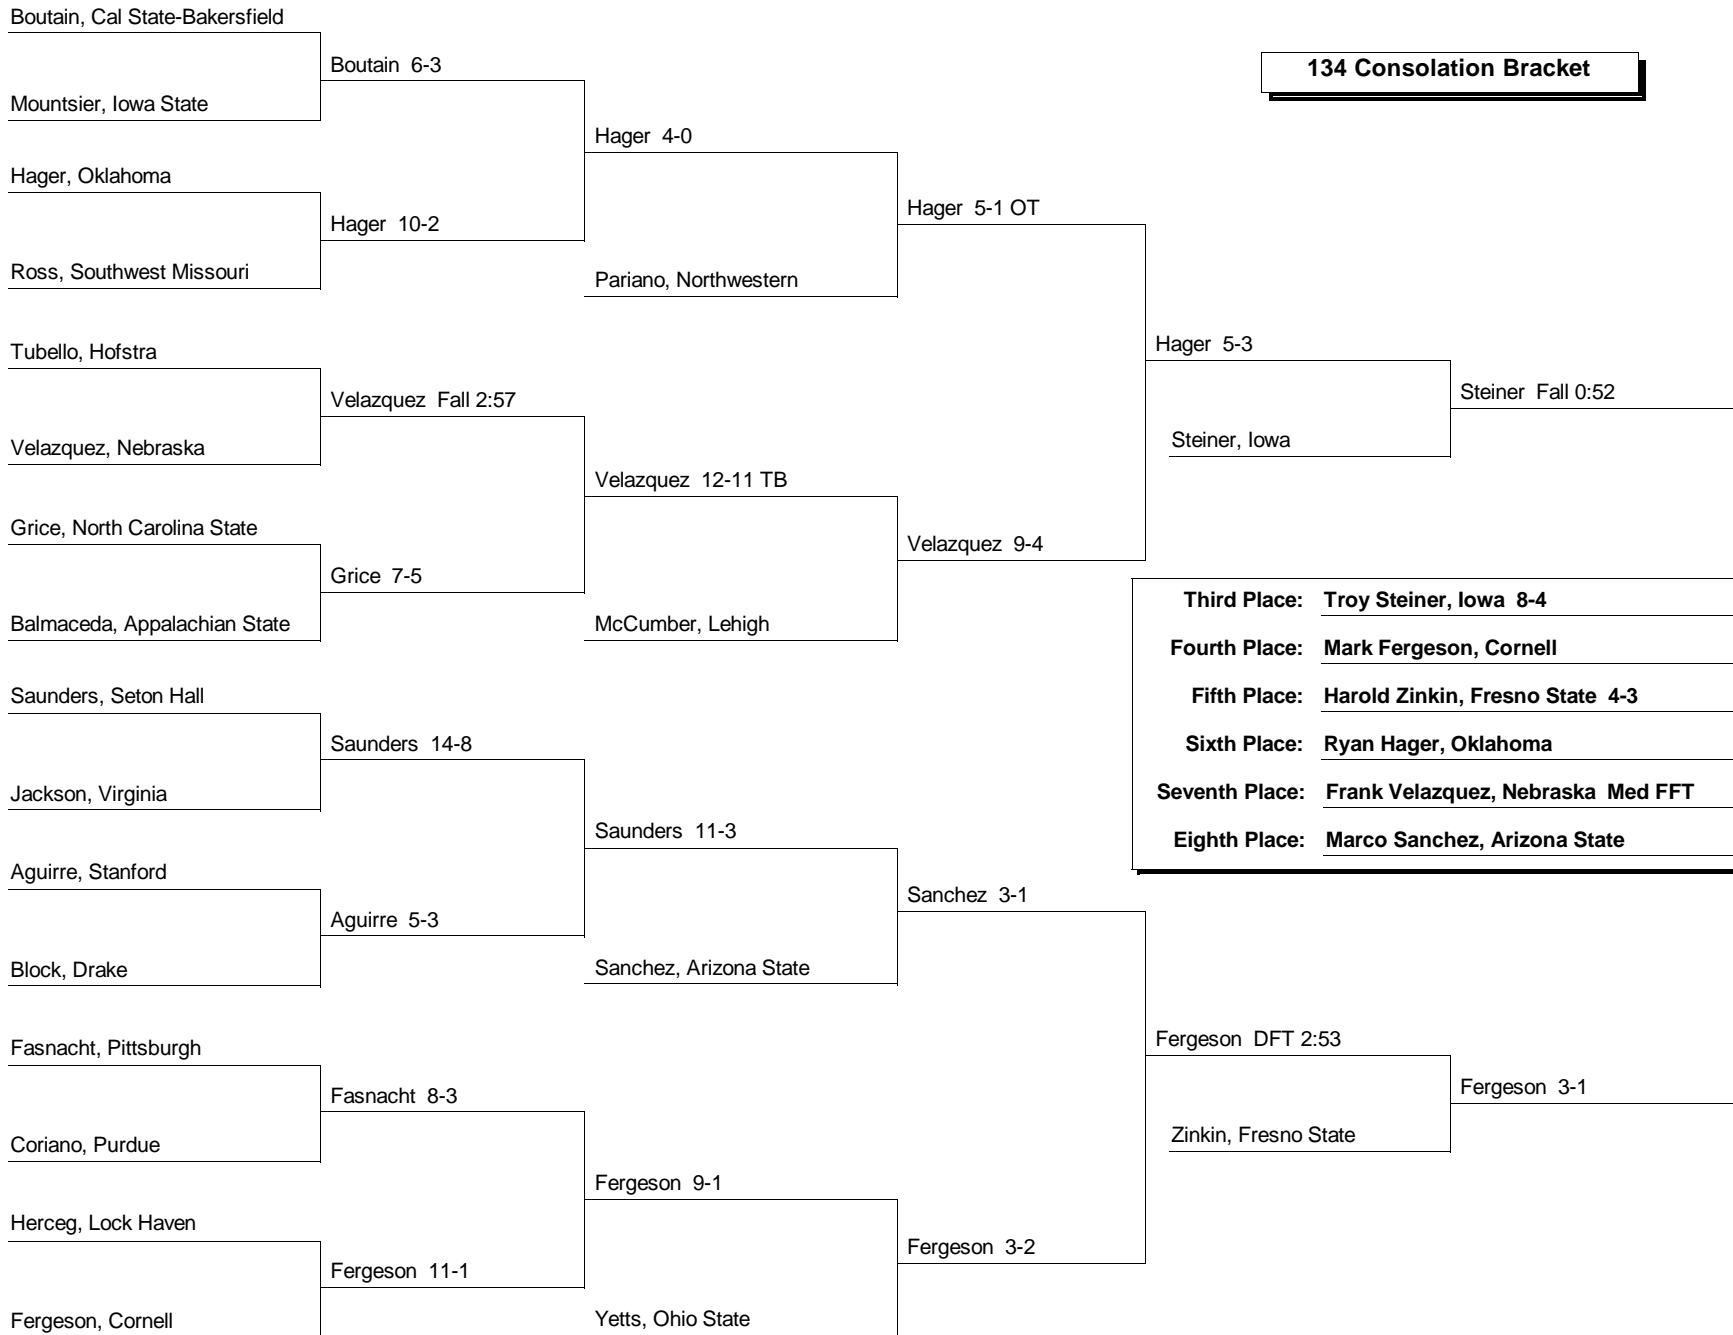 134 Consolation Bracket
Boutain, Cal State-Bakersfield
Mountsier, Iowa State
Hager, Oklahoma
Ross, Southwest Missouri
Tubello, Hofstra
Velazquez, Nebraska
Grice, North Carolina State
Balmaceda, Appalachian State
Saunders, Seton Hall
Jackson, Virginia
Aguirre, Stanford
Block, Drake
Fasnacht, Pittsburgh
Coriano, Purdue
Herceg, Lock Haven
Fergeson, Cornell
Boutain 6-3
Hager 10-2
Velazquez Fall 2:57
Grice 7-5
Saunders 14-8
Aguirre 5-3
Fasnacht 8-3
Fergeson 11-1
Hager 4-0
Pariano, Northwestern
Velazquez 12-11 TB
McCumber, Lehigh
Saunders 11-3
Sanchez, Arizona State
Fergeson 9-1
Yetts, Ohio State
Hager 5-1 OT
Velazquez 9-4
Sanchez 3-1
Fergeson 3-2
Hager 5-3
Steiner, Iowa
Fergeson DFT 2:53
Zinkin, Fresno State
Steiner Fall 0:52
Fergeson 3-1
Third Place: Troy Steiner, Iowa 8-4
Fourth Place: Mark Fergeson, Cornell
Fifth Place: Harold Zinkin, Fresno State 4-3
Sixth Place: Ryan Hager, Oklahoma
Seventh Place: Frank Velazquez, Nebraska Med FFT
Eighth Place: Marco Sanchez, Arizona State